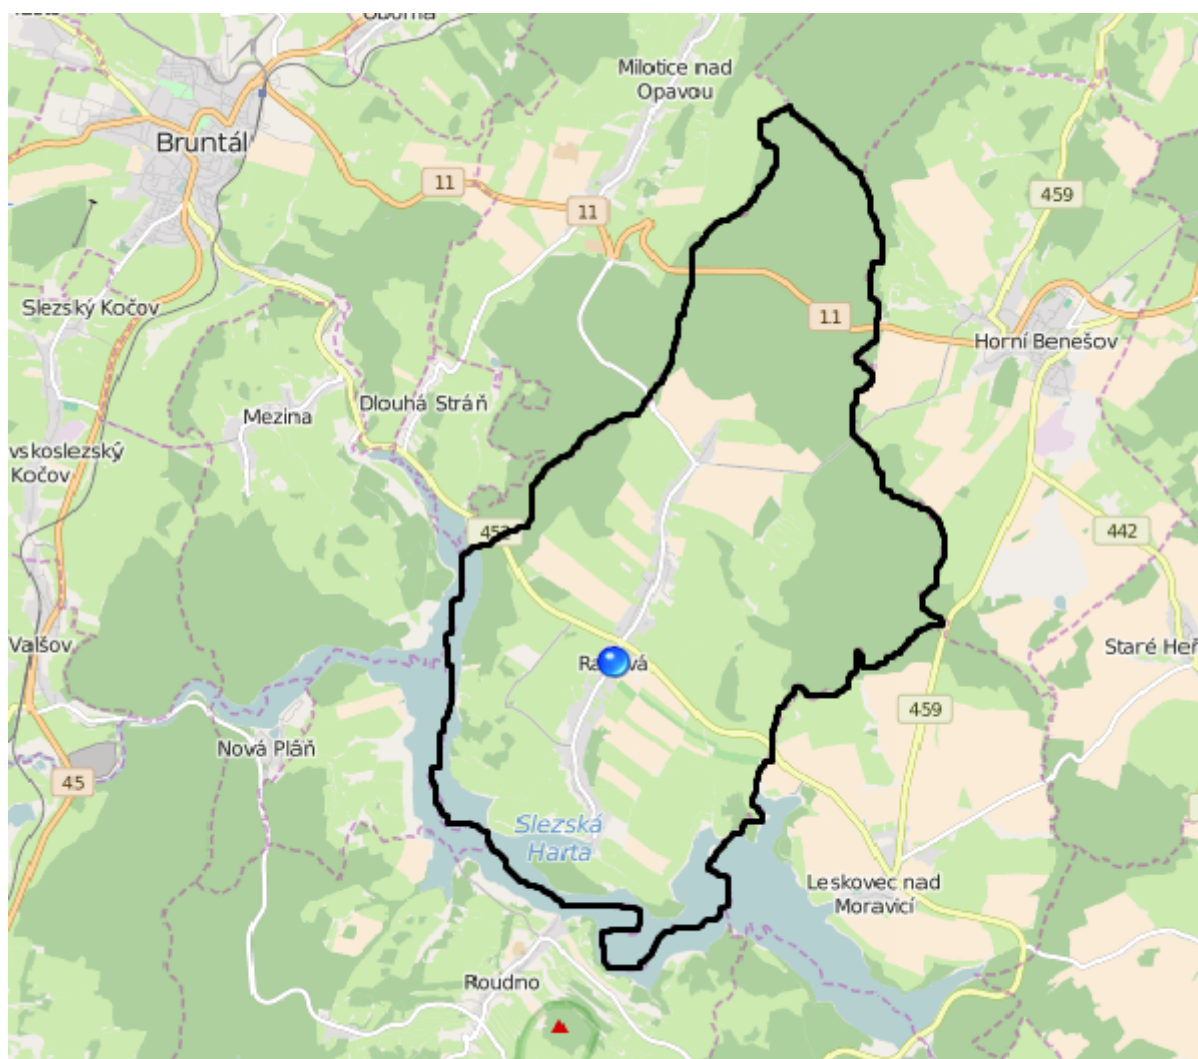 Milotice nad
Opavou
Bruntál
11
11
459
Slezský Kočov
11
Horní Benešov
Mezina
Dlouhá Stráň
vskoslezský
Kočov
442
Valšov
Staré Heř
459
Nová Pláň
45
Slezská
Harta
Leskovec nad
Moravicí
Roudno